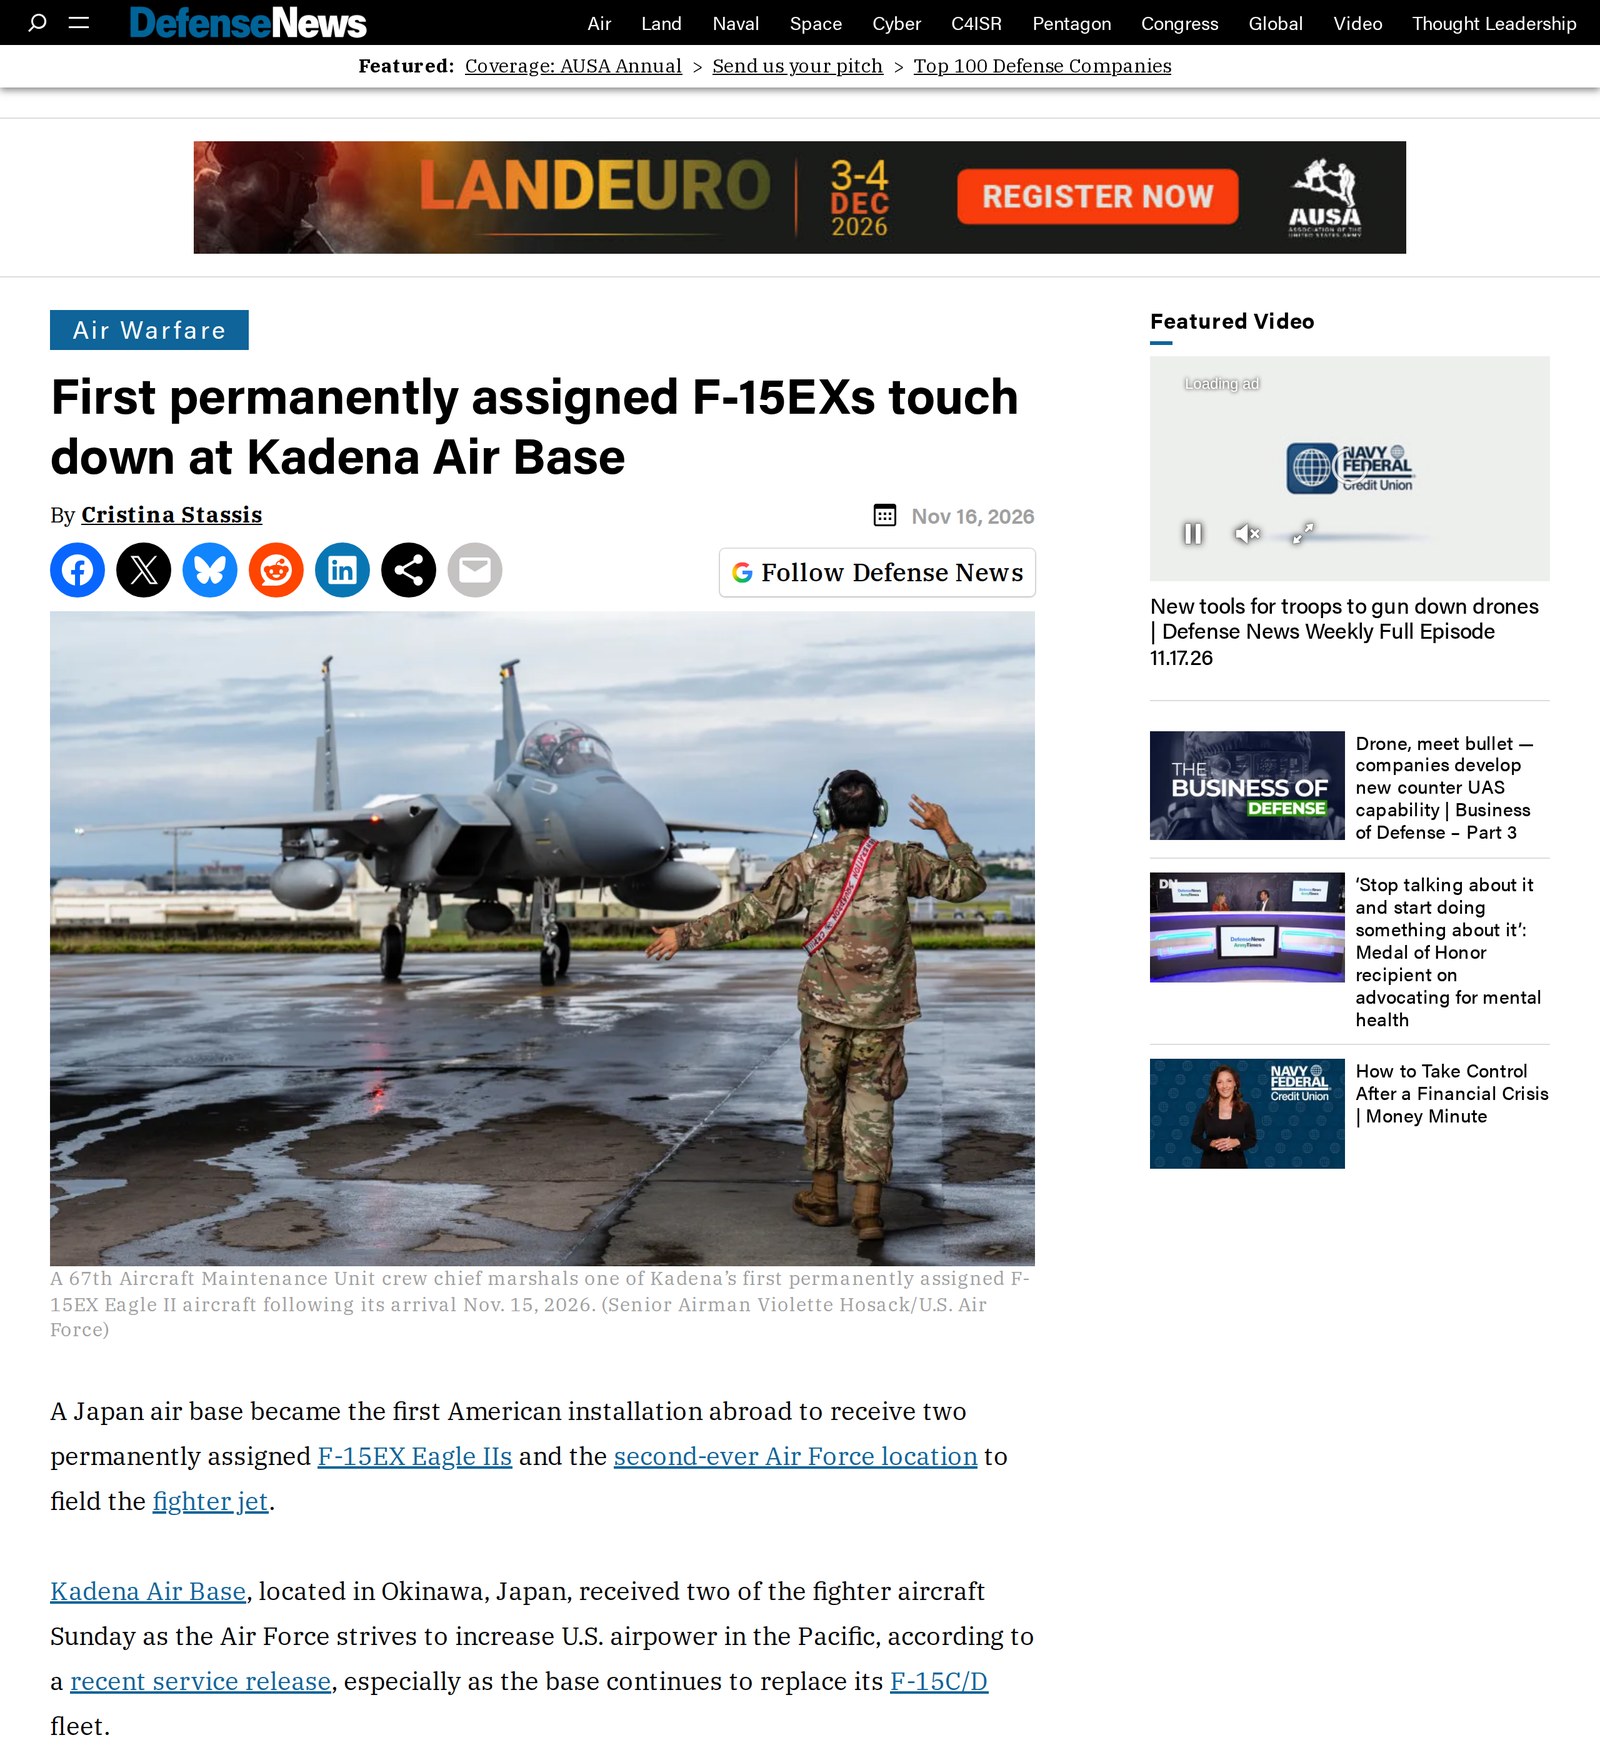 DefenseNews
Air Land Naval Space Cyber C4ISR Pentagon Congress Global Video Thought Leadership
Featured: Coverage: AUSA Annual > Send us your pitch > Top 100 Defense Companies
LANDEURO
3-4
DEC
2026
REGISTER NOW
AUSA
ASSOCIATION OF THE
UNITED STATES ARMY
Air Warfare
First permanently assigned F-15EXs touch
down at Kadena Air Base
By Cristina Stassis
Nov 16, 2026
Follow Defense News
A 67th Aircraft Maintenance Unit crew chief marshals one of Kadena’s first permanently assigned F-
15EX Eagle II aircraft following its arrival Nov. 15, 2026. (Senior Airman Violette Hosack/U.S. Air
Force)
A Japan air base became the first American installation abroad to receive two
permanently assigned F-15EX Eagle IIs and the second-ever Air Force location to
field the fighter jet.
Kadena Air Base, located in Okinawa, Japan, received two of the fighter aircraft
Sunday as the Air Force strives to increase U.S. airpower in the Pacific, according to
a recent service release, especially as the base continues to replace its F-15C/D
fleet.
Featured Video
Loading ad
NAVY
FEDERAL
Credit Union
New tools for troops to gun down drones
| Defense News Weekly Full Episode
11.17.26
THE
BUSINESS OF
DEFENSE
Drone, meet bullet —
companies develop
new counter UAS
capability | Business
of Defense – Part 3
DefenseNews
ArmyTimes
‘Stop talking about it
and start doing
something about it’:
Medal of Honor
recipient on
advocating for mental
health
NAVY
FEDERAL
Credit Union
How to Take Control
After a Financial Crisis
| Money Minute